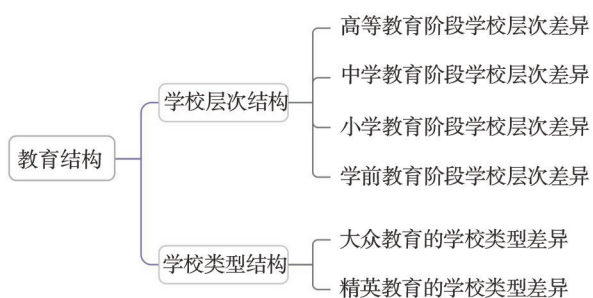 教育结构
学校层次结构
高等教育阶段学校层次差异
中学教育阶段学校层次差异
小学教育阶段学校层次差异
学前教育阶段学校层次差异
学校类型结构
大众教育的学校类型差异
精英教育的学校类型差异